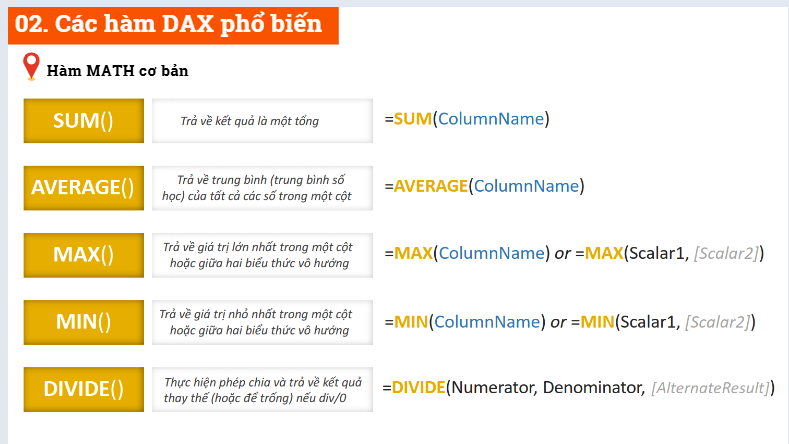 02. Các hàm DAX phổ biến
Hàm MATH cơ bản
SUM()
Trả về kết quả là một tổng
=SUM(ColumnName)
AVERAGE()
Trả về trung bình (trung bình số
học) của tất cả các số trong một cột
=AVERAGE(ColumnName)
MAX()
Trả về giá trị lớn nhất trong một cột
hoặc giữa hai biểu thức vô hướng
=MAX(ColumnName) or =MAX(Scalar1, [Scalar2])
MIN()
Trả về giá trị nhỏ nhất trong một cột
hoặc giữa hai biểu thức vô hướng
=MIN(ColumnName) or =MIN(Scalar1, [Scalar2])
DIVIDE()
Thực hiện phép chia và trả về kết quả
thay thế (hoặc để trống) nếu div/0
=DIVIDE(Numerator, Denominator, [AlternateResult])